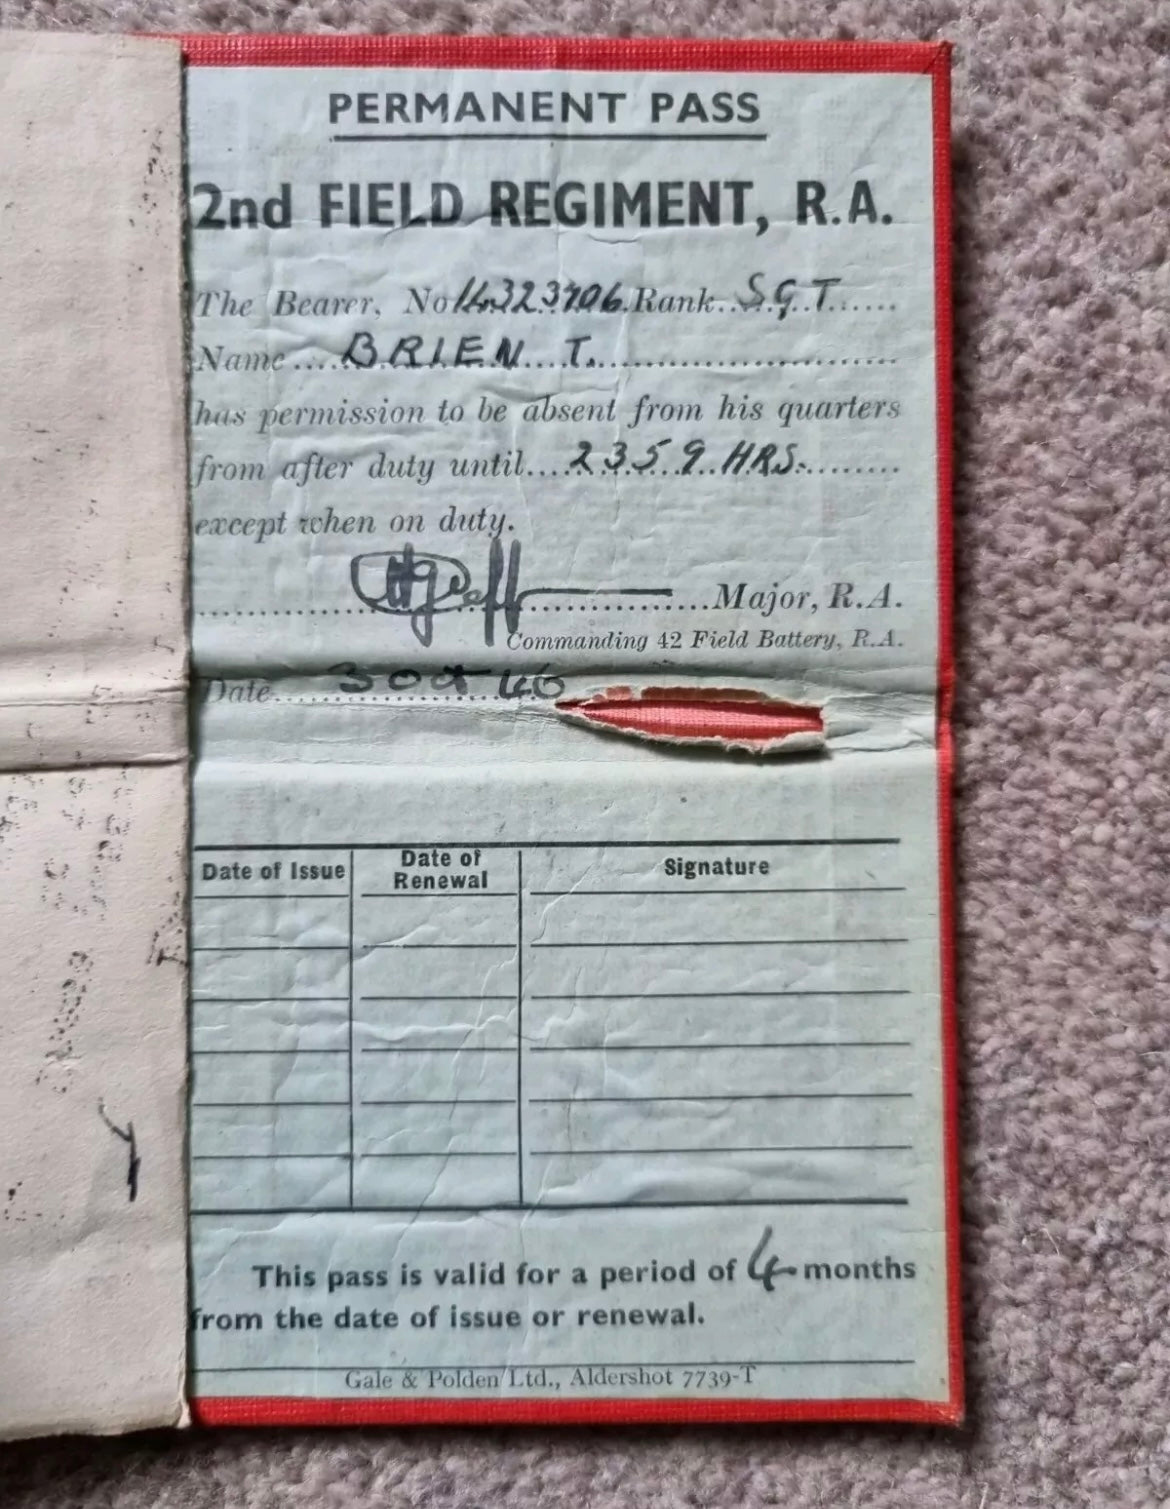 PERMANENT PASS
2nd FIELD REGIMENT, R.A.
The Bearer, No 14323706. Rank...S.G.T......
Name....BRIEN T.........................
has permission to be absent from his quarters
from after duty until....2359 HRS.........
except when on duty.
Major, R.A.
Commanding 42 Field Battery, R.A.
Date....3 Oct 46
Date of Issue Date of Renewal Signature
This pass is valid for a period of 4 months
from the date of issue or renewal.
Gale & Polden Ltd., Aldershot 7739-T